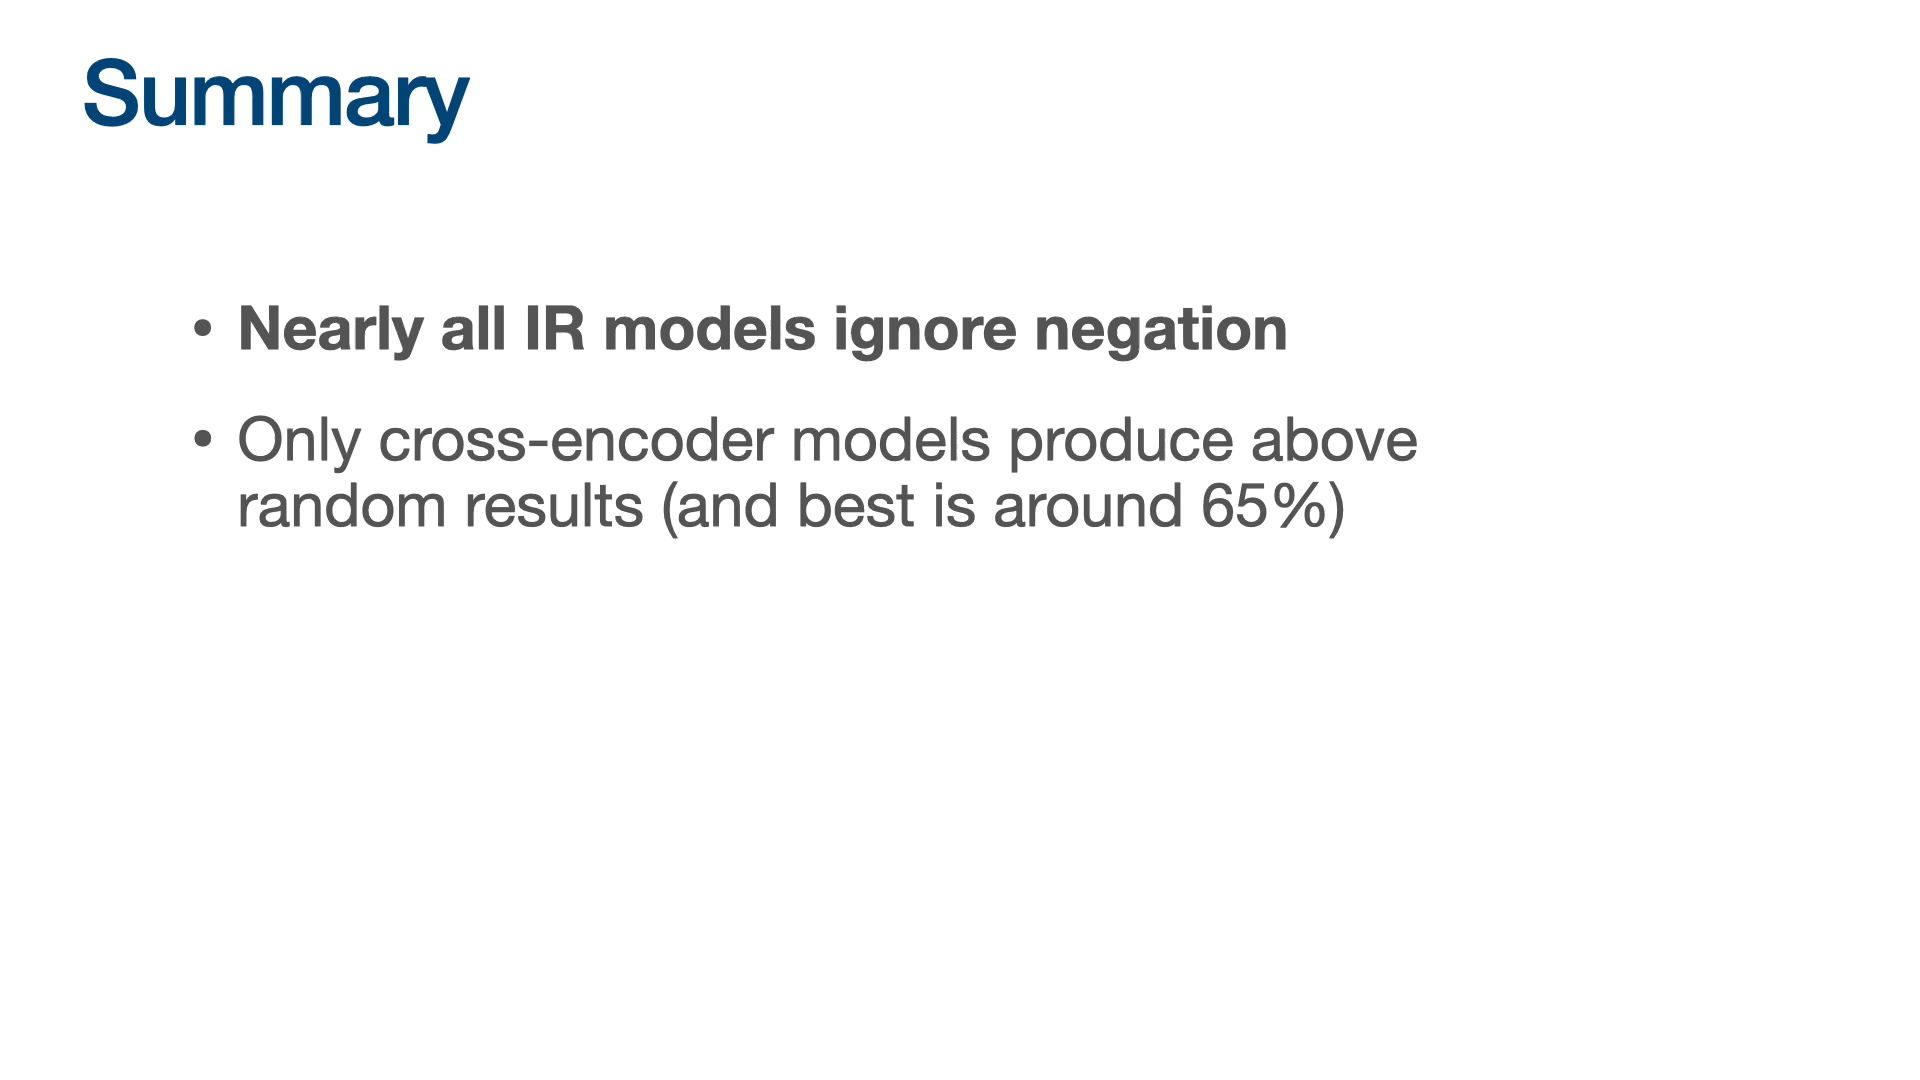 Summary
• Nearly all IR models ignore negation
• Only cross-encoder models produce above
random results (and best is around 65%)